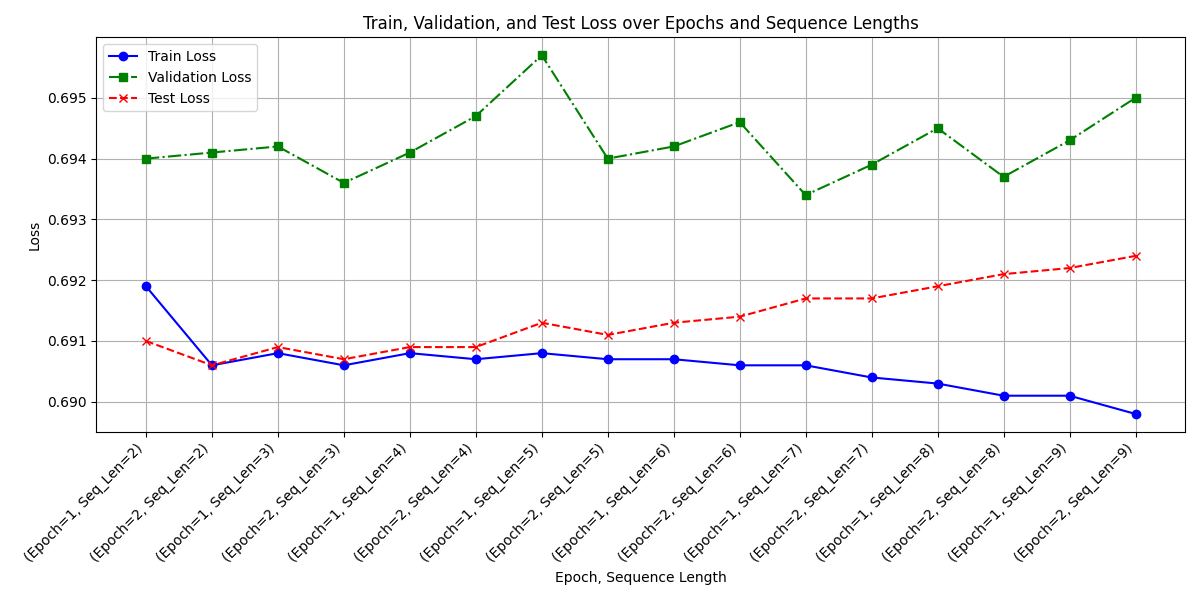 Train, Validation, and Test Loss over Epochs and Sequence Lengths
Train Loss
Validation Loss
Test Loss
Loss
0.695
0.694
0.693
0.692
0.691
0.690
(Epoch=1, Seq_Len=2)
(Epoch=2, Seq_Len=2)
(Epoch=1, Seq_Len=3)
(Epoch=2, Seq_Len=3)
(Epoch=1, Seq_Len=4)
(Epoch=2, Seq_Len=4)
(Epoch=1, Seq_Len=5)
(Epoch=2, Seq_Len=5)
(Epoch=1, Seq_Len=6)
(Epoch=2, Seq_Len=6)
(Epoch=1, Seq_Len=7)
(Epoch=2, Seq_Len=7)
(Epoch=1, Seq_Len=8)
(Epoch=2, Seq_Len=8)
(Epoch=1, Seq_Len=9)
(Epoch=2, Seq_Len=9)
Epoch, Sequence Length